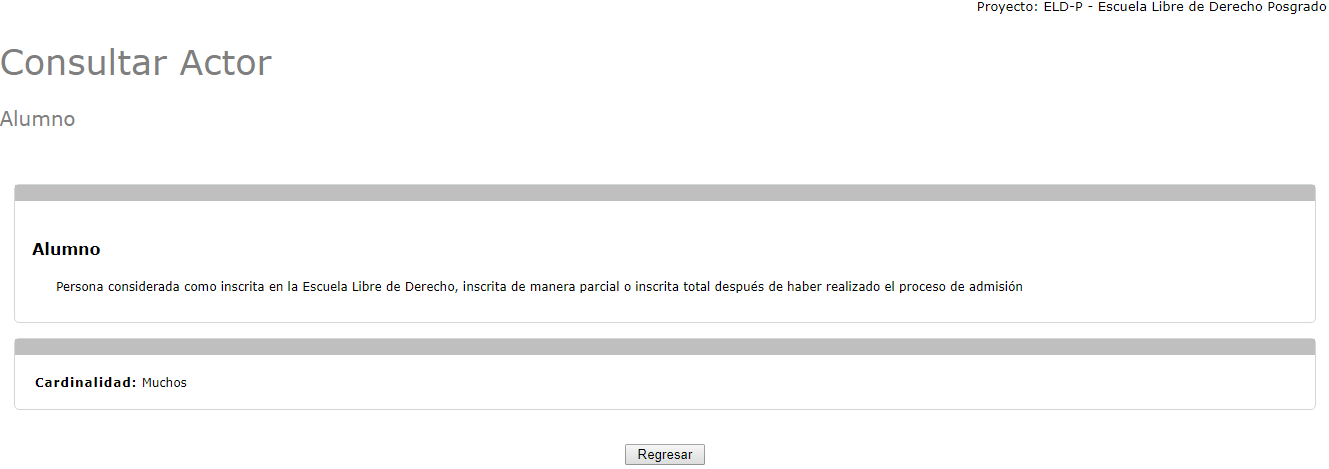 Proyecto: ELD-P - Escuela Libre de Derecho Posgrado
Consultar Actor
Alumno
Alumno
Persona considerada como inscrita en la Escuela Libre de Derecho, inscrita de manera parcial o inscrita total después de haber realizado el proceso de admisión
Cardinalidad: Muchos
Regresar